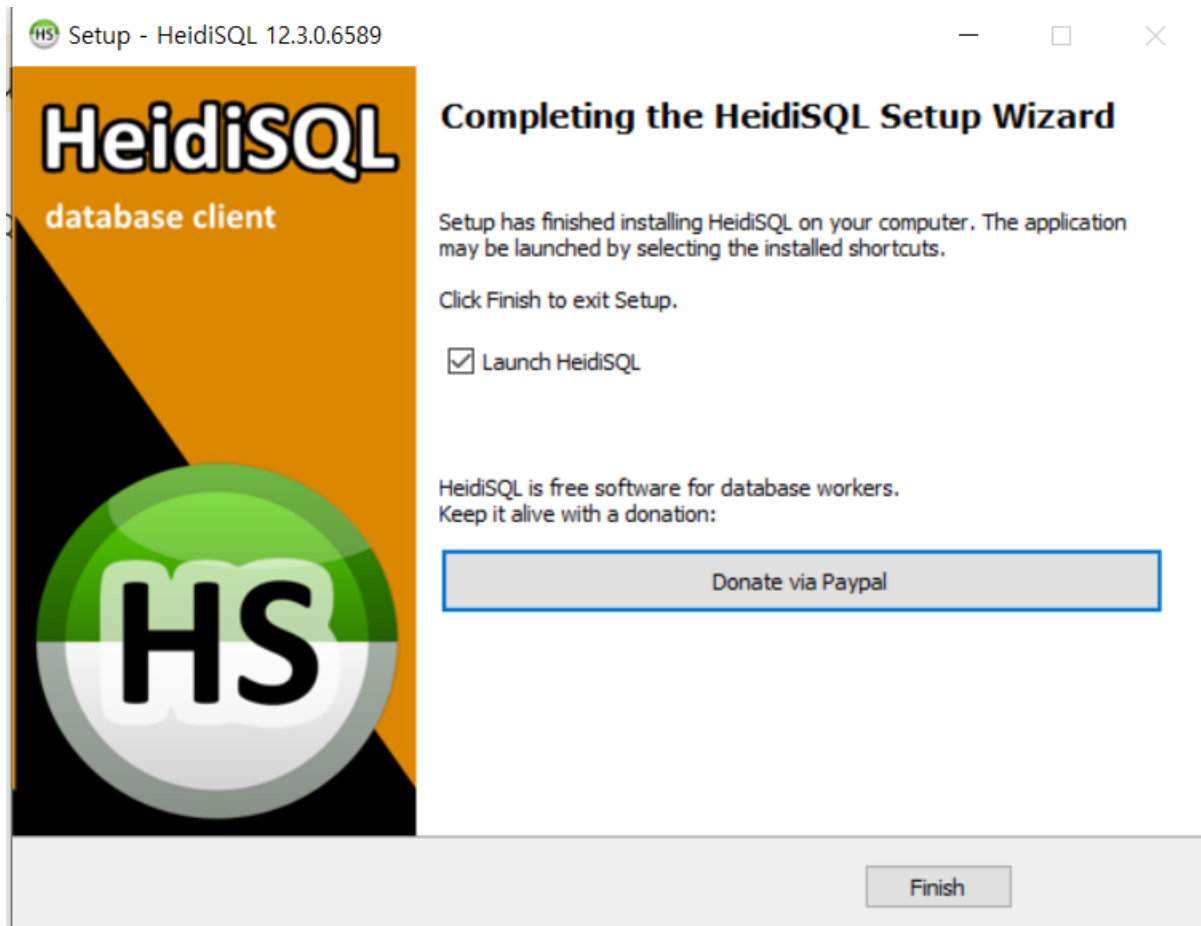 HS Setup - HeidiSQL 12.3.0.6589
HeidiSQL
database client
HS
Completing the HeidiSQL Setup Wizard
Setup has finished installing HeidiSQL on your computer. The application
may be launched by selecting the installed shortcuts.
Click Finish to exit Setup.
Launch HeidiSQL
HeidiSQL is free software for database workers.
Keep it alive with a donation:
Donate via Paypal
Finish